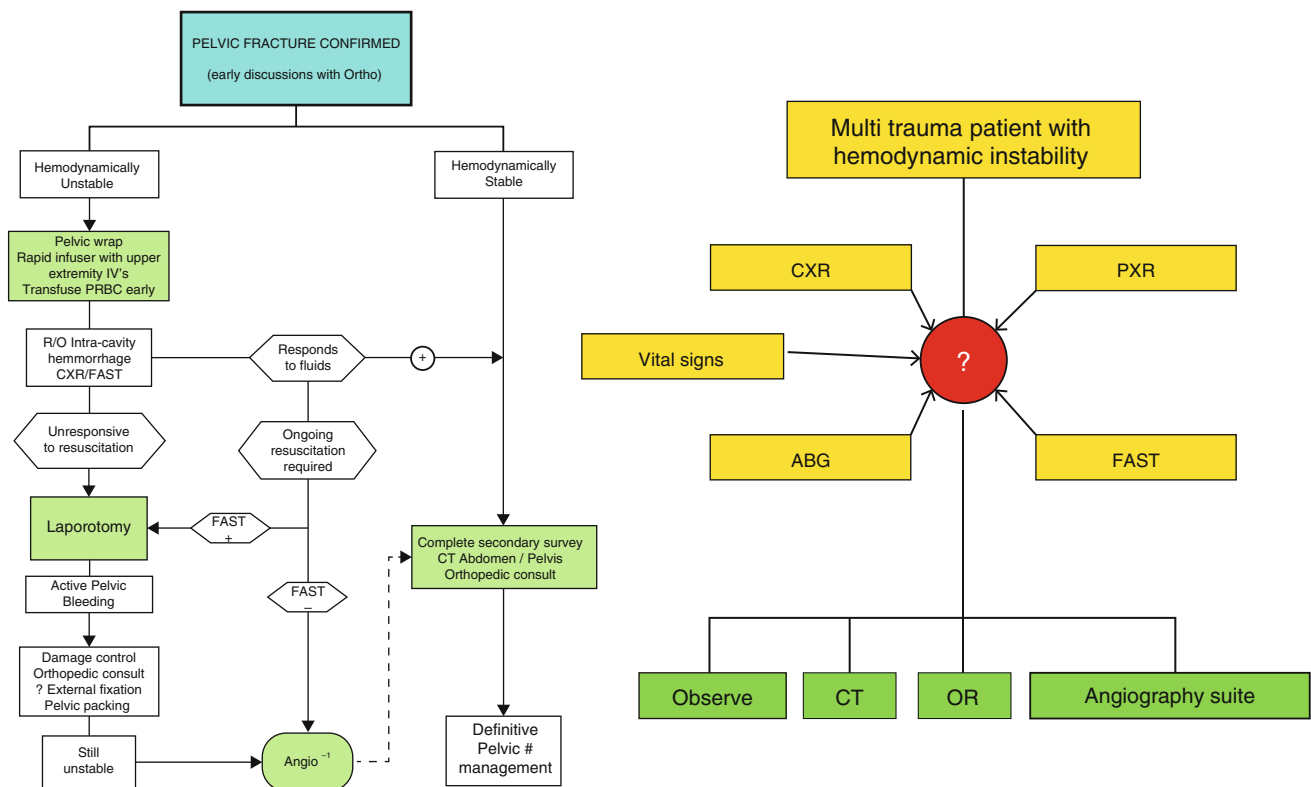 PELVIC FRACTURE CONFIRMED
(early discussions with Ortho)
Hemodynamically
Unstable
Hemodynamically
Stable
Pelvic wrap
Rapid infuser with upper
extremity IV's
Transfuse PRBC early
R/O Intra-cavity
hemmorrhage
CXR/FAST
Responds
to fluids
+
Unresponsive
to resuscitation
Ongoing
resuscitation
required
Laporotomy
FAST
+
Complete secondary survey
CT Abdomen / Pelvis
Orthopedic consult
Active Pelvic
Bleeding
FAST
–
Damage control
Orthopedic consult
? External fixation
Pelvic packing
Still
unstable
Angio –1
Definitive
Pelvic #
management
Multi trauma patient with
hemodynamic instability
CXR
PXR
Vital signs
?
ABG
FAST
Observe
CT
OR
Angiography suite